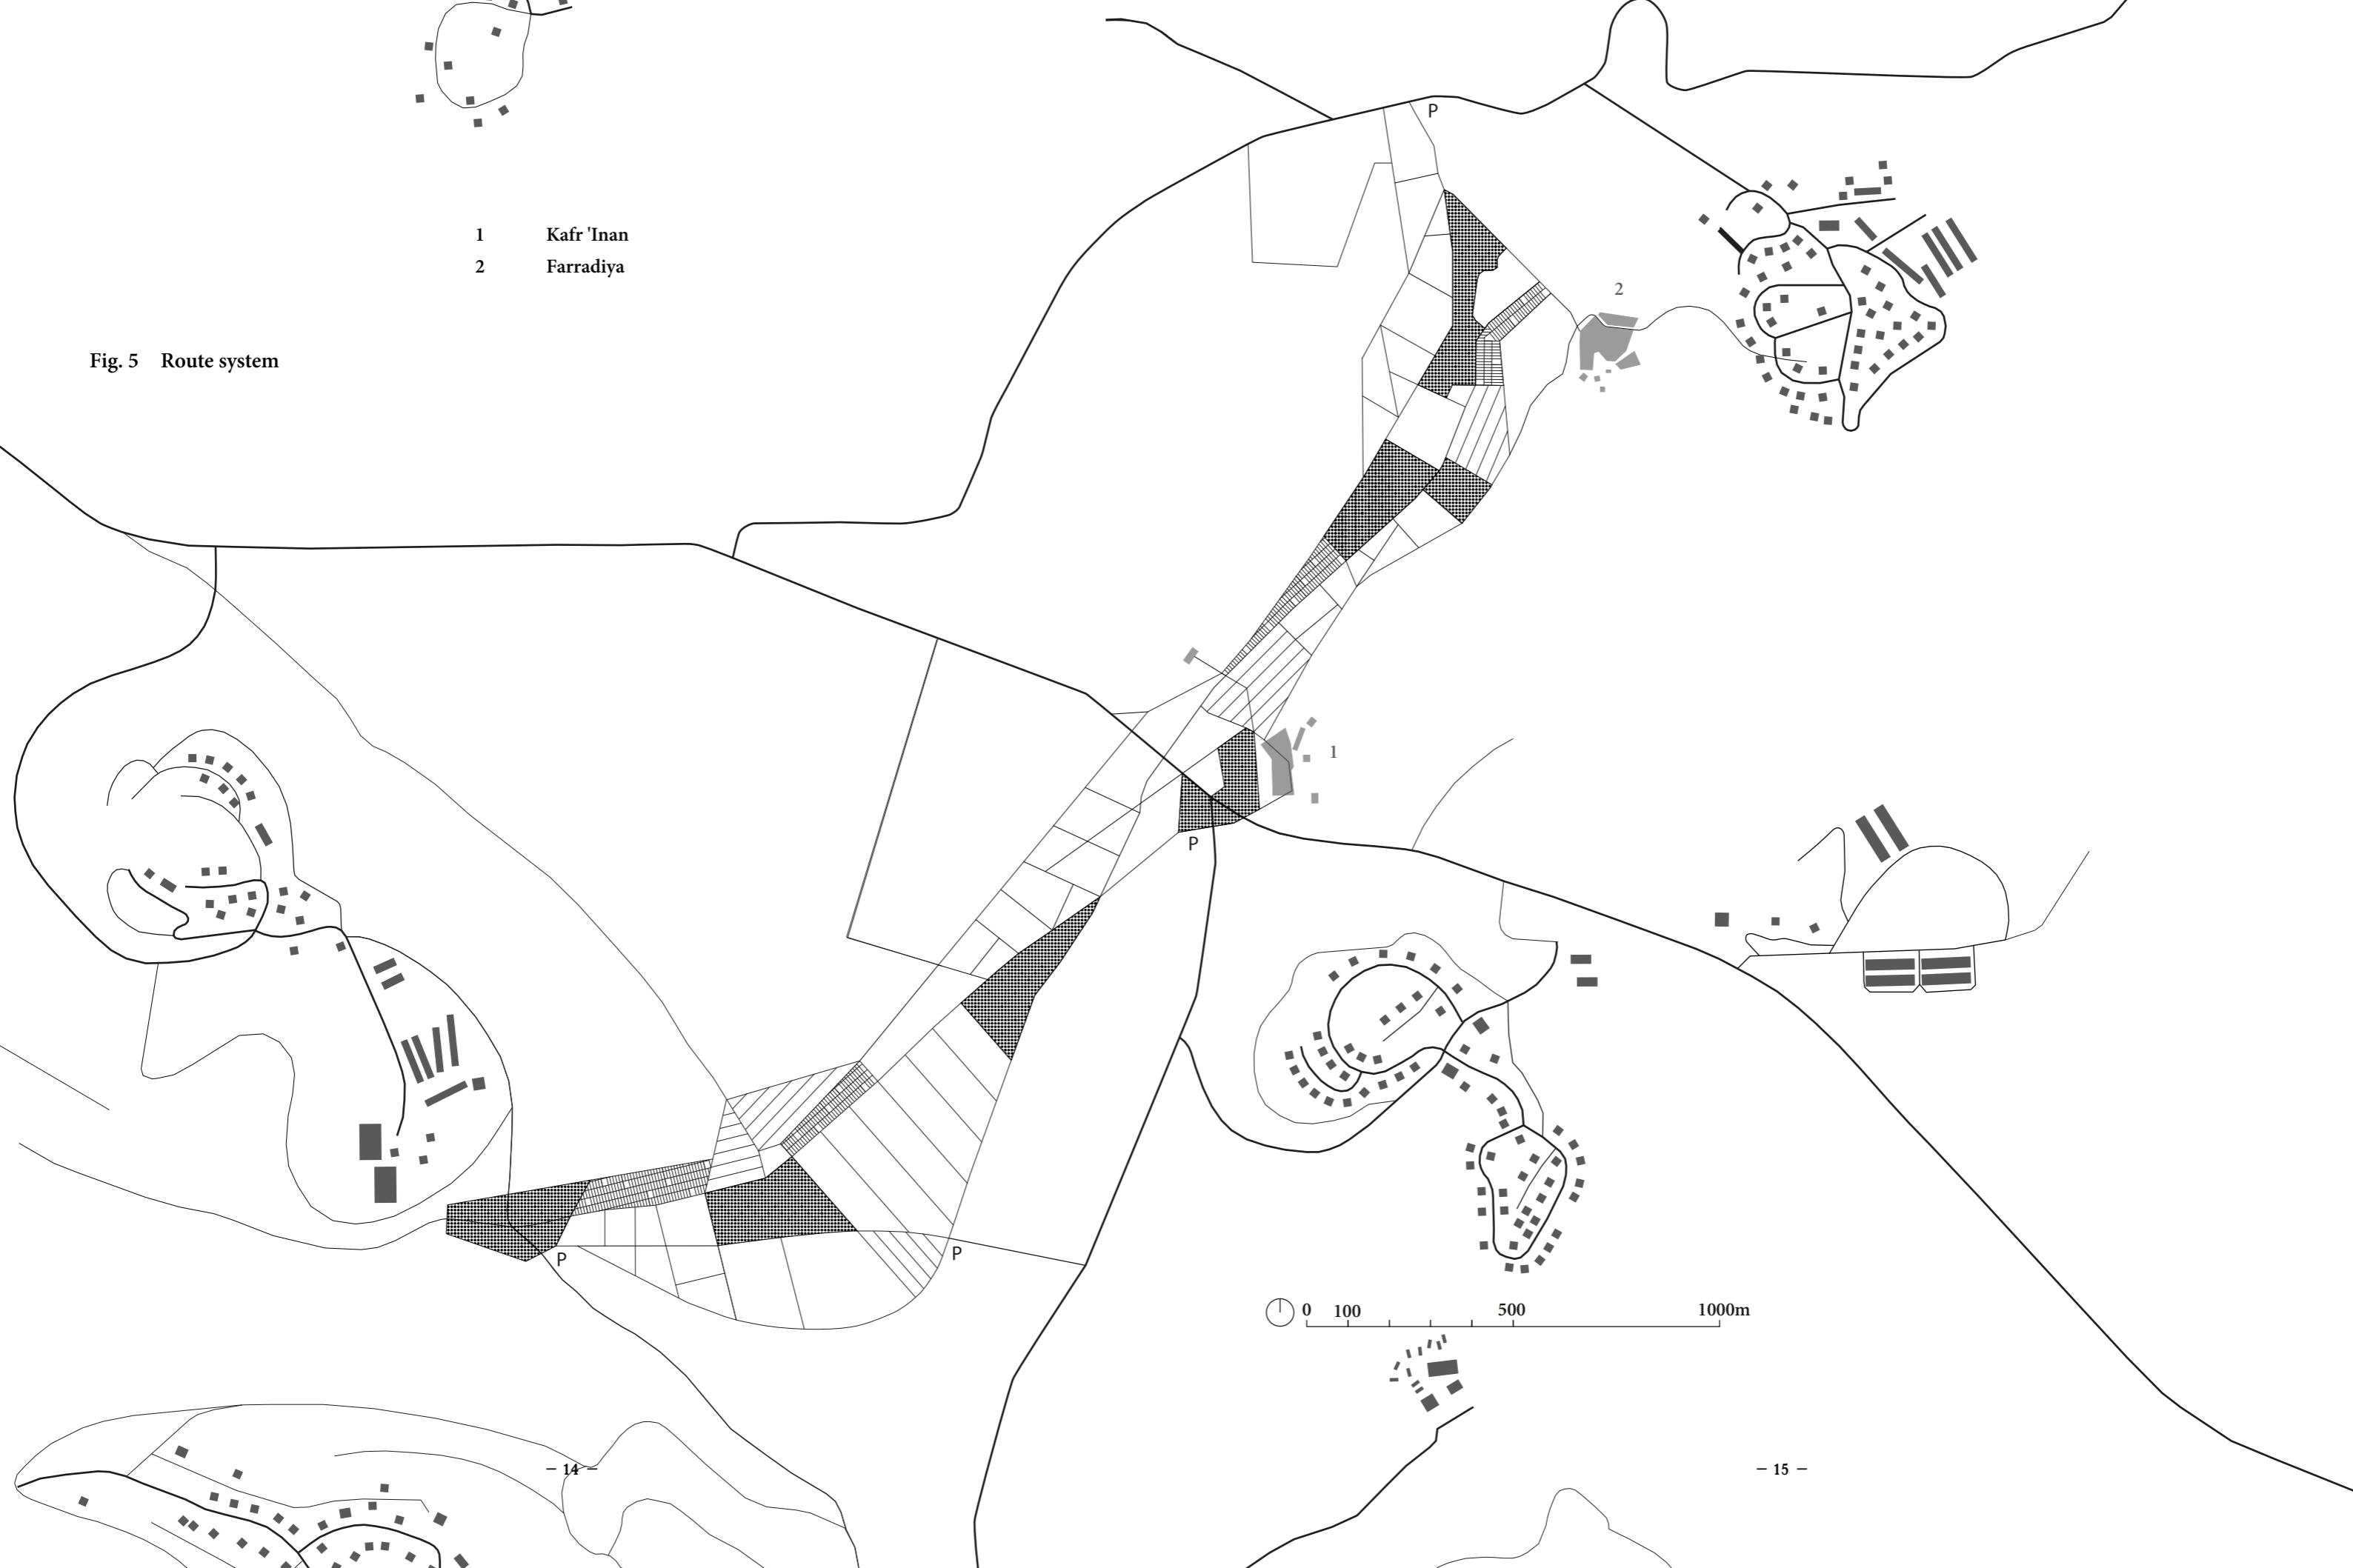 P
1 Kafr 'Inan
2 Farradiya
2
Fig. 5 Route system
1
P
P
P
0 100 500 1000m
– 14 –
– 15 –